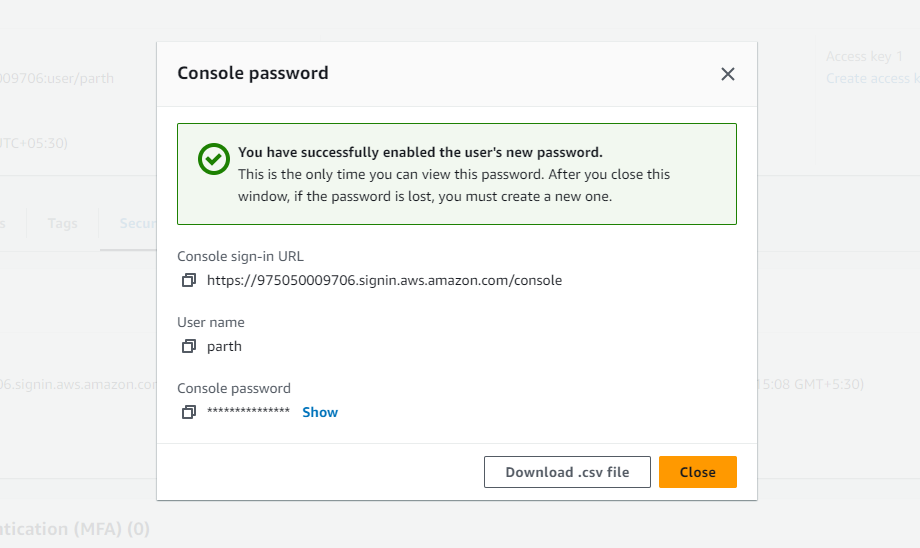 Access key 1
Console password
009706:user/parth
Create access k
You have successfully enabled the user's new password.
UTC+05:30)
This is the only time you can view this password. After you close this
window, if the password is lost, you must create a new one.
s
Tags
Secur
Console sign-in URL
https://975050009706.signin.aws.amazon.com/console
User name
parth
06.signin.aws.amazon.con
Console password
15:08 GMT+5:30)
*************** Show
Download .csv file
Close
ntication (MFA) (0)